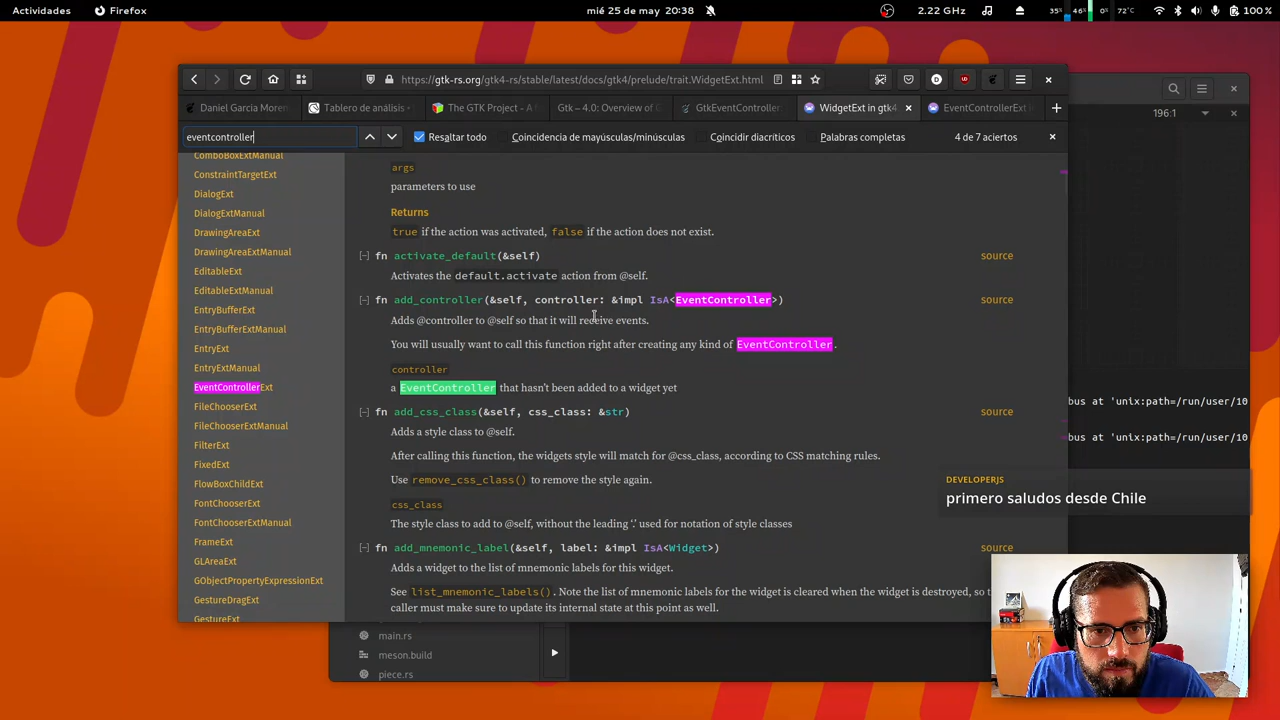 Actividades
Firefox
mié 25 de may 20:38
2.22 GHz
35%
46%
0%
72°C
100 %
https://gtk-rs.org/gtk4-rs/stable/latest/docs/gtk4/prelude/trait.WidgetExt.html
Daniel Garcia Moren
Tablero de análisis •
The GTK Project - A f
Gtk – 4.0: Overview of G
GtkEventController:
WidgetExt in gtk4
EventControllerExt
196:1
eventcontroller
Resaltar todo
Coincidencia de mayúsculas/minúsculas
Coincidir diacríticos
Palabras completas
4 de 7 aciertos
ComboBoxExtManual
ConstraintTargetExt
DialogExt
DialogExtManual
DrawingAreaExt
DrawingAreaExtManual
EditableExt
EditableExtManual
EntryBufferExt
EntryBufferExtManual
EntryExt
EntryExtManual
EventControllerExt
FileChooserExt
FileChooserExtManual
FilterExt
FixedExt
FlowBoxChildExt
FontChooserExt
FontChooserExtManual
FrameExt
GLAreaExt
GObjectPropertyExpressionExt
GestureDragExt
GestureExt
args
parameters to use
Returns
true if the action was activated, false if the action does not exist.
[-] fn activate_default(&self) source
Activates the default.activate action from @self.
[-] fn add_controller(&self, controller: &impl IsA<EventController>) source
Adds @controller to @self so that it will receive events.
You will usually want to call this function right after creating any kind of EventController.
controller
a EventController that hasn't been added to a widget yet
[-] fn add_css_class(&self, css_class: &str) source
Adds a style class to @self.
After calling this function, the widgets style will match for @css_class, according to CSS matching rules.
Use remove_css_class() to remove the style again.
css_class
The style class to add to @self, without the leading '.' used for notation of style classes
[-] fn add_mnemonic_label(&self, label: &impl IsA<Widget>) source
Adds a widget to the list of mnemonic labels for this widget.
See list_mnemonic_labels(). Note the list of mnemonic labels for the widget is cleared when the widget is destroyed, so t
caller must make sure to update its internal state at this point as well.
bus at 'unix:path=/run/user/10
bus at 'unix:path=/run/user/10
DEVELOPERJS
primero saludos desde Chile
main.rs
meson.build
piece.rs